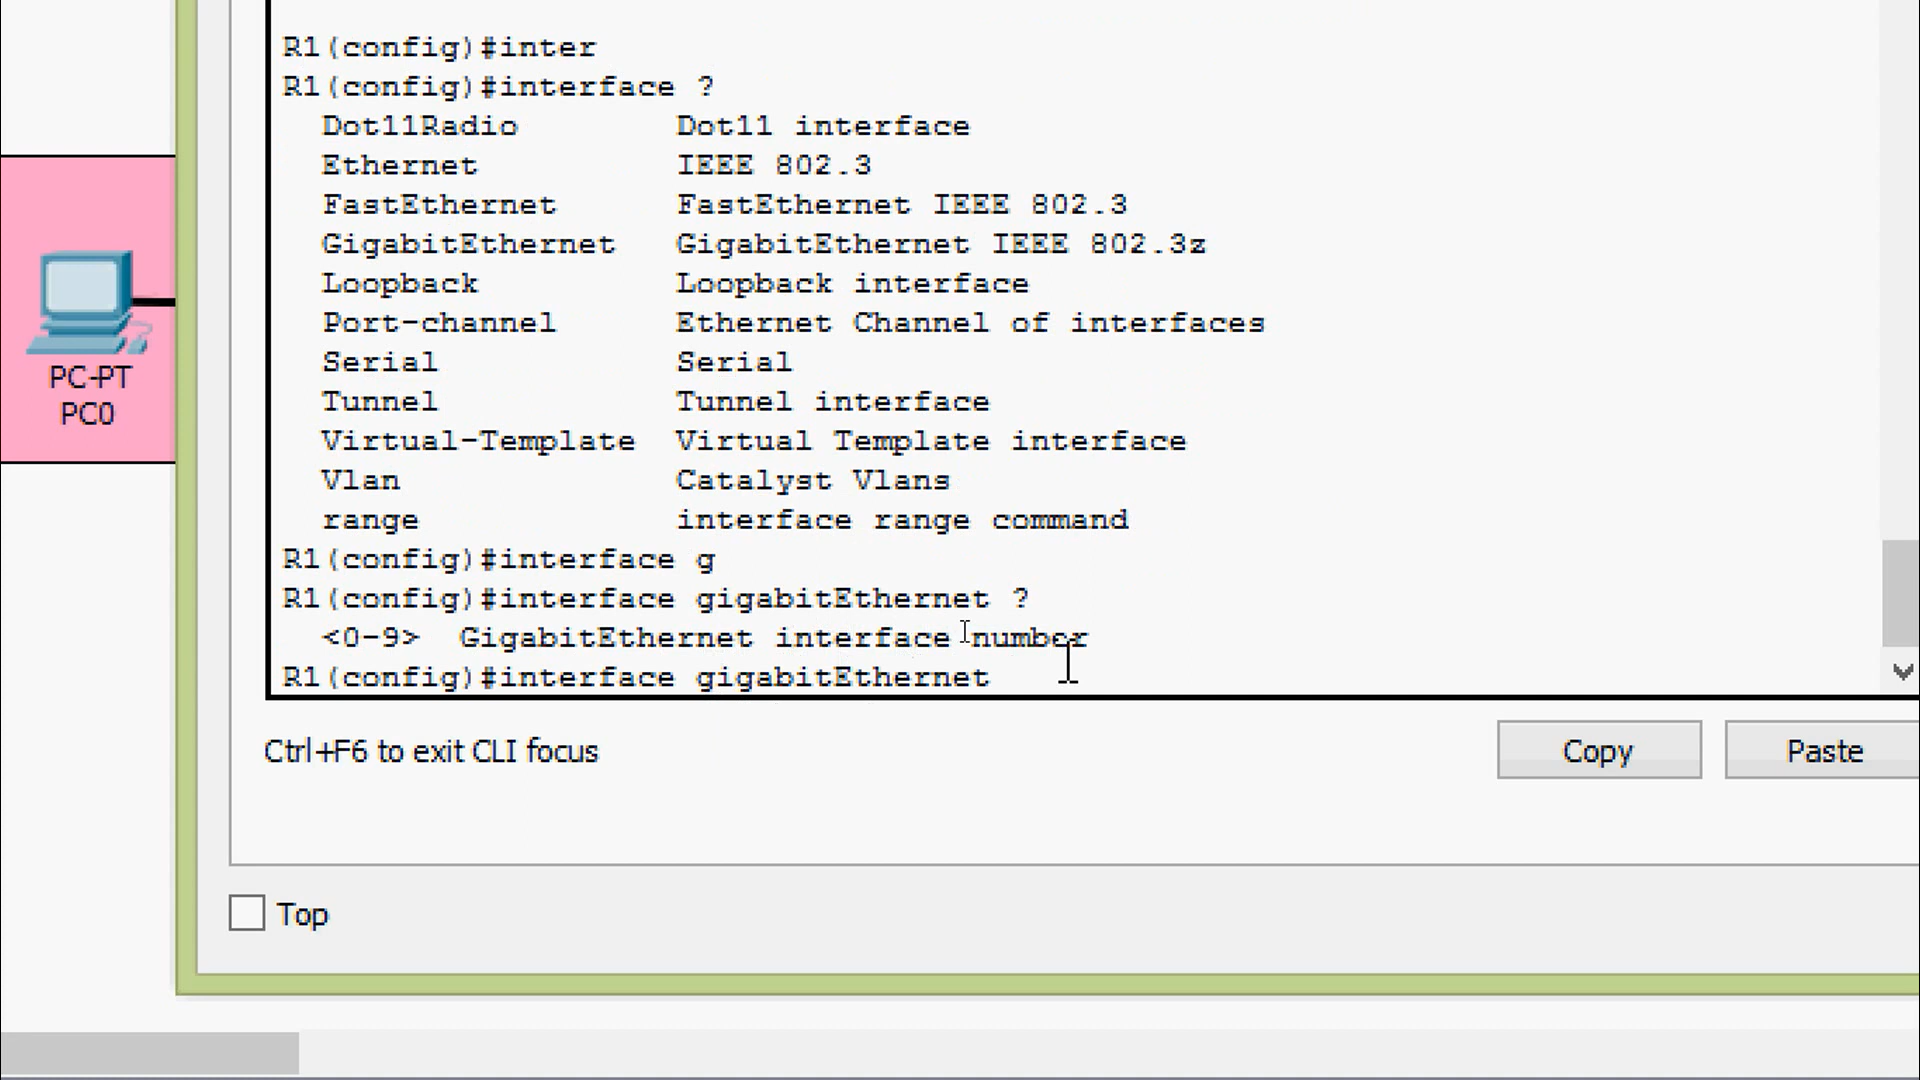 R1(config)#inter
R1(config)#interface ?
Dot11Radio Dot11 interface
Ethernet IEEE 802.3
FastEthernet FastEthernet IEEE 802.3
GigabitEthernet GigabitEthernet IEEE 802.3z
Loopback Loopback interface
Port-channel Ethernet Channel of interfaces
Serial Serial
Tunnel Tunnel interface
Virtual-Template Virtual Template interface
Vlan Catalyst Vlans
range interface range command
R1(config)#interface g
R1(config)#interface gigabitEthernet ?
<0-9> GigabitEthernet interface number
R1(config)#interface gigabitEthernet
PC-PT
PC0
Ctrl+F6 to exit CLI focus
Copy
Paste
Top